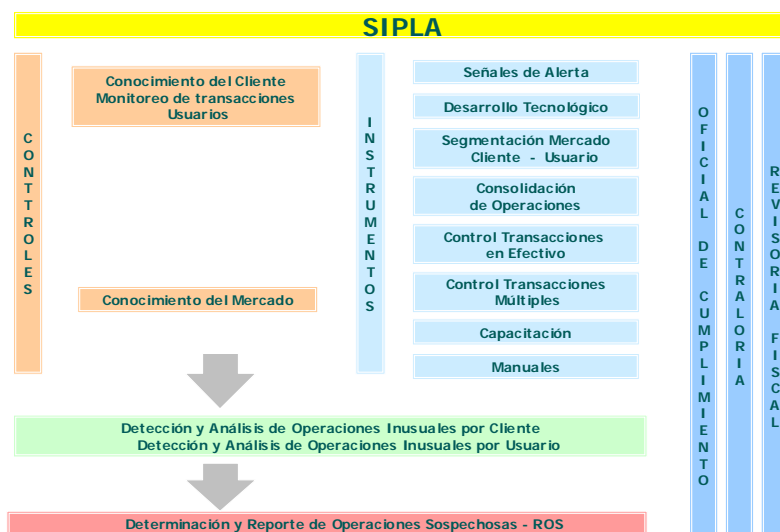 SIPLA
CONTTROLES
Conocimiento del Cliente
Monitoreo de transacciones
Usuarios
Conocimiento del Mercado
INSTRUMENTOS
Señales de Alerta
Desarrollo Tecnológico
Segmentación Mercado
Cliente - Usuario
Consolidación
de Operaciones
Control Transacciones
en Efectivo
Control Transacciones
Múltiples
Capacitación
Manuales
OFICIAL DE CUMPLIMIENTO
CONTRALORIA
REVISORIA FISCAL
Detección y Análisis de Operaciones Inusuales por Cliente
Detección y Análisis de Operaciones Inusuales por Usuario
Determinación y Reporte de Operaciones Sospechosas - ROS